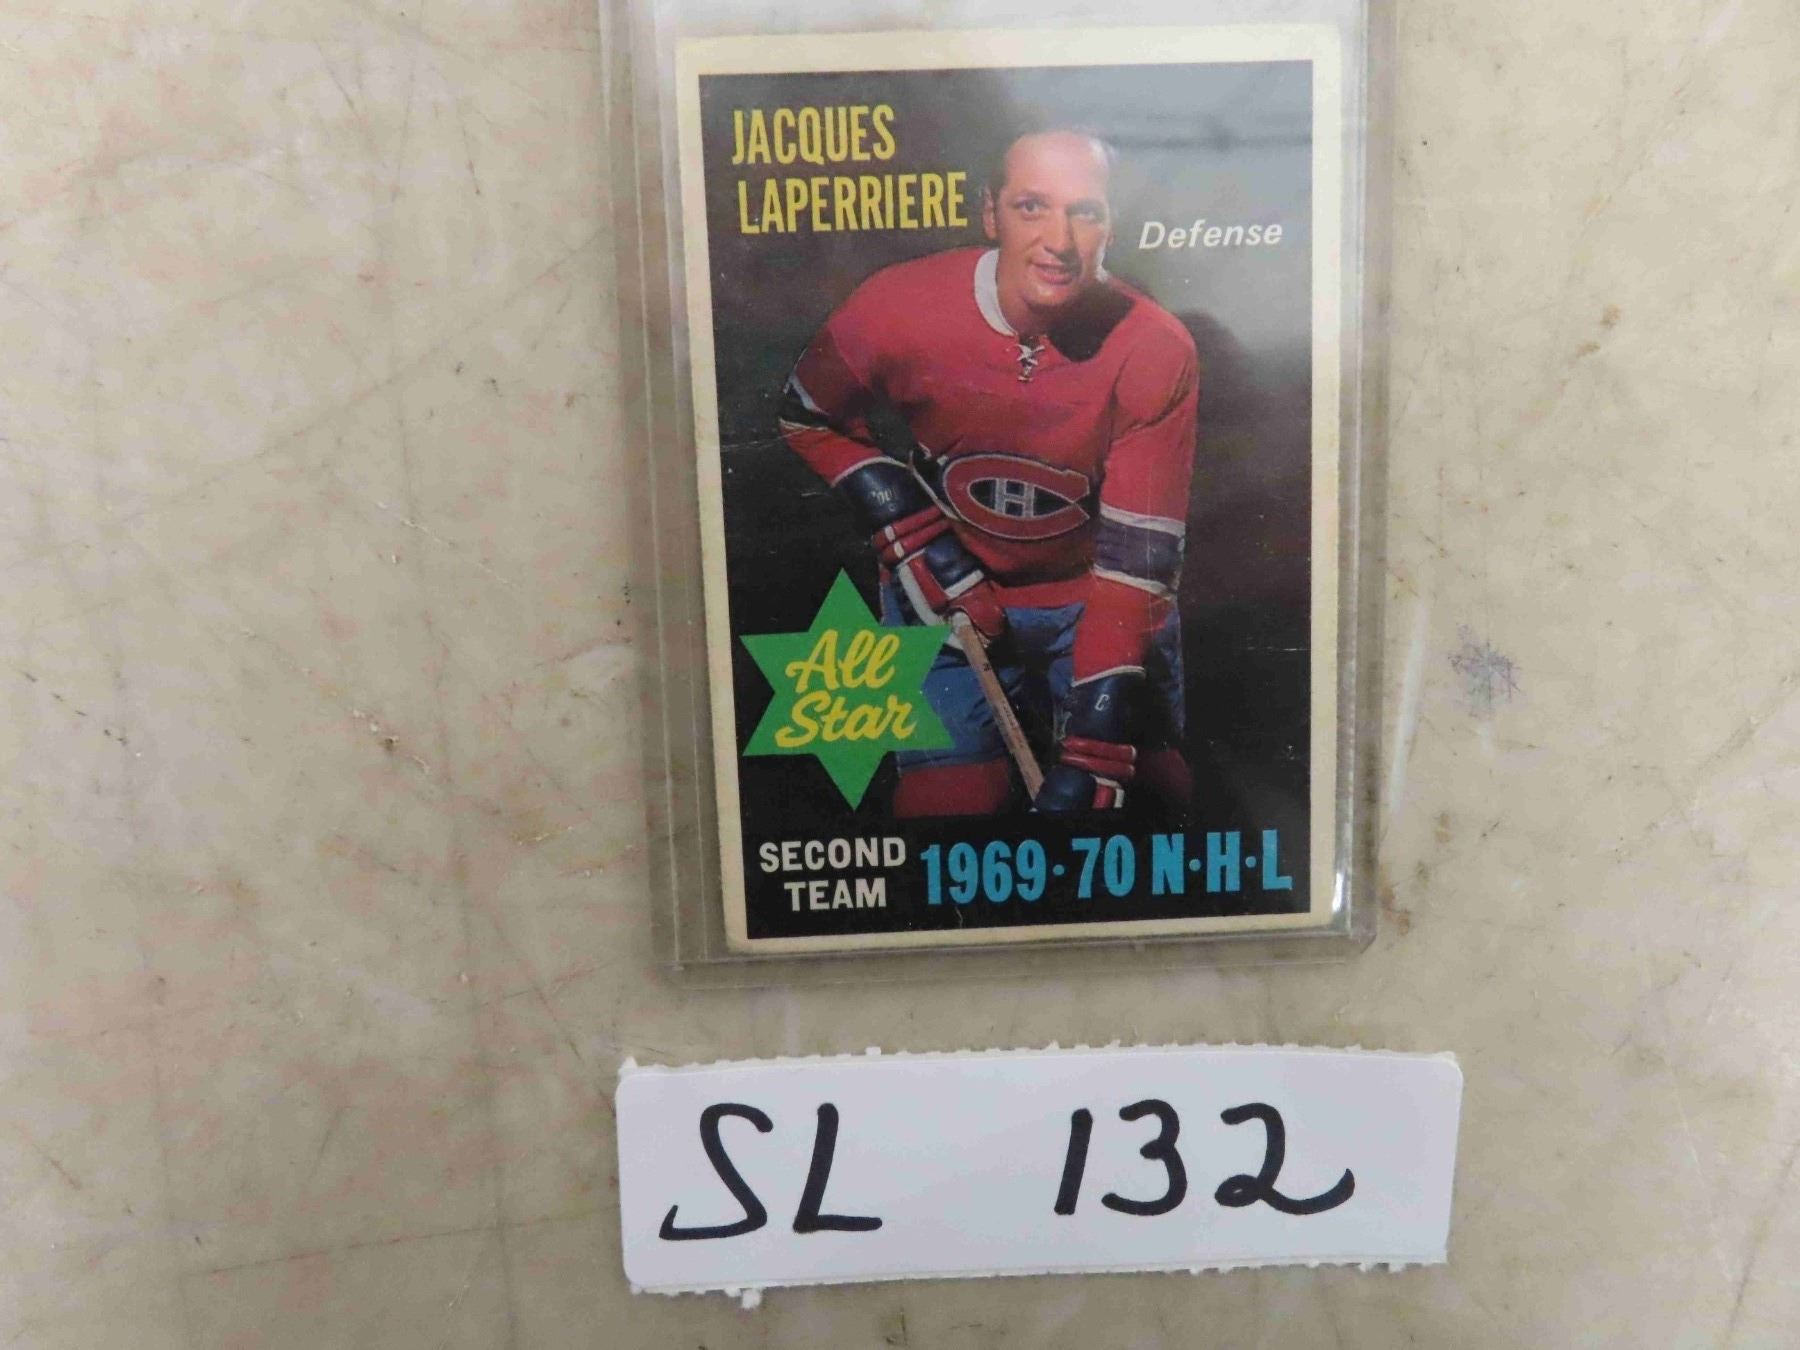 JACQUES
LAPERRIERE
Defense
All
Star
SECOND
TEAM
1969·70 N·H·L
SL 132